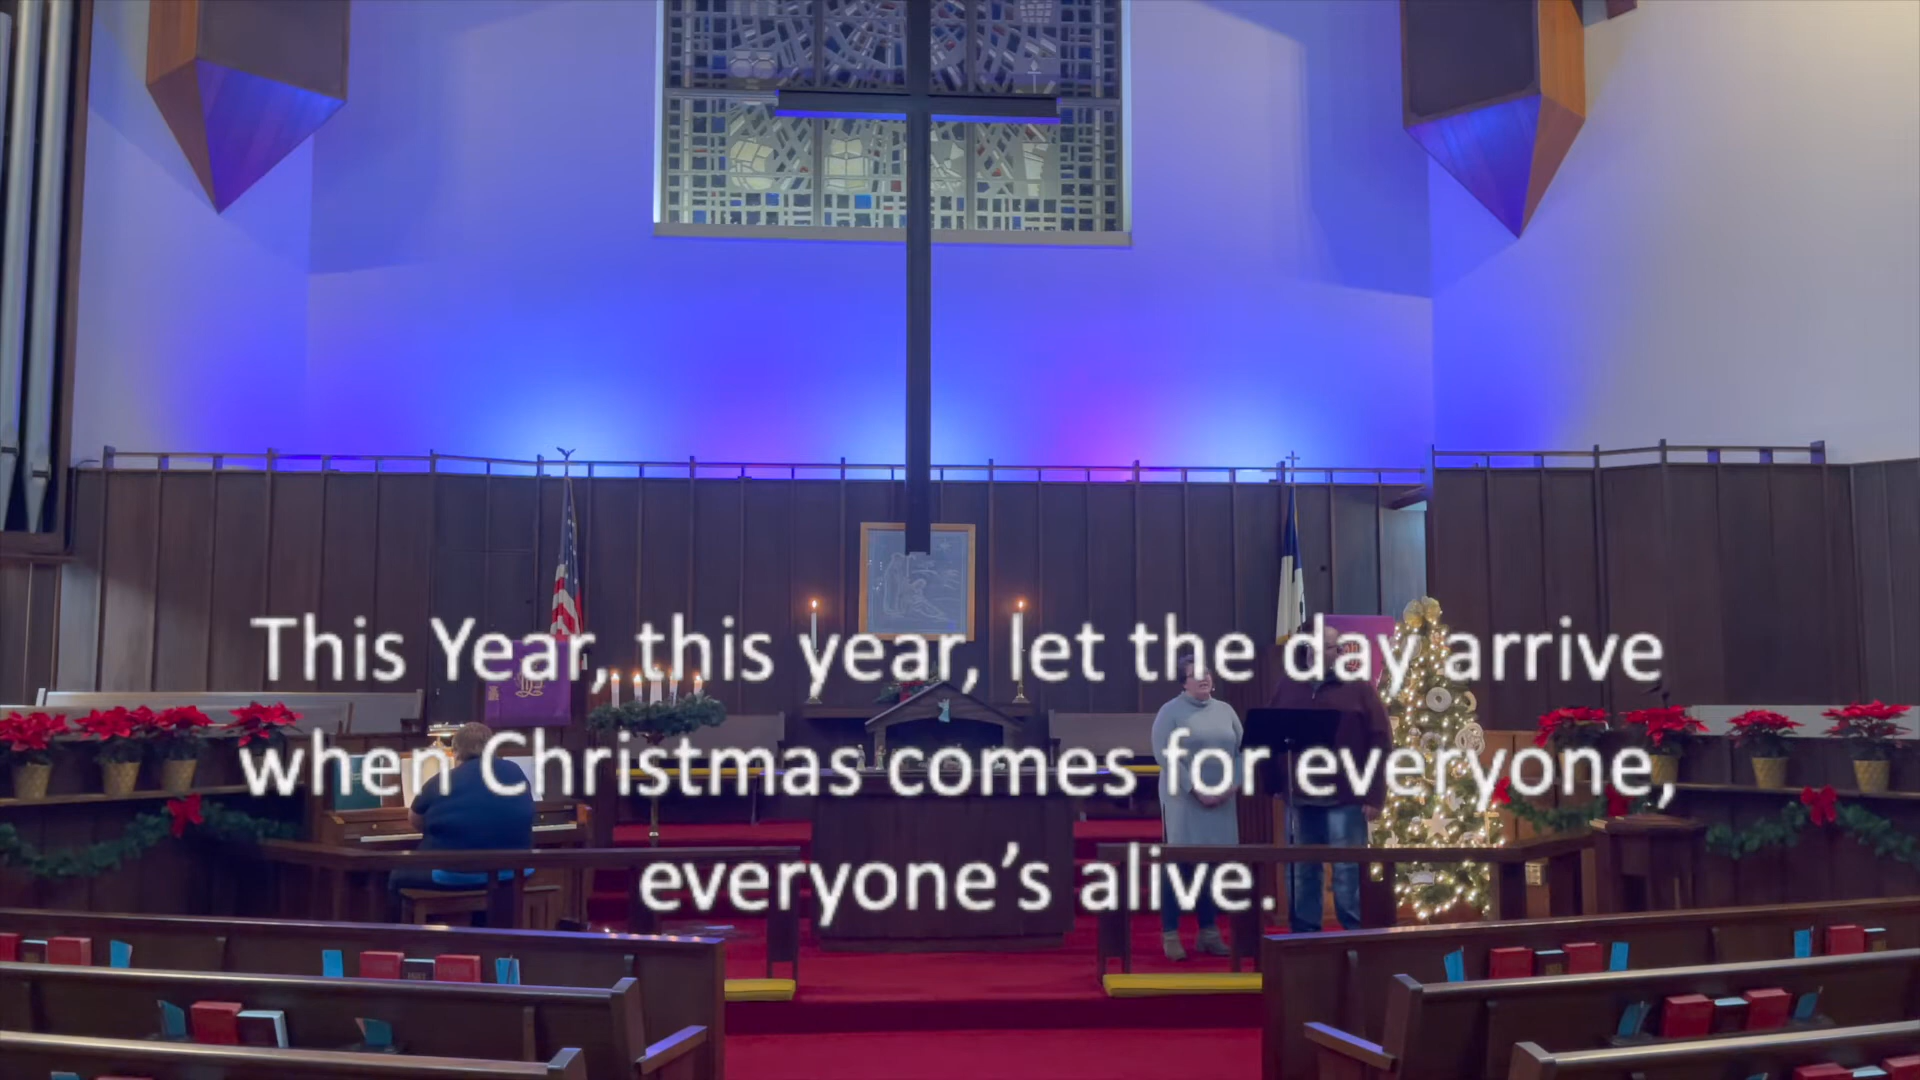 This Year, this year, let the day arrive
when Christmas comes for everyone,
everyone’s alive.